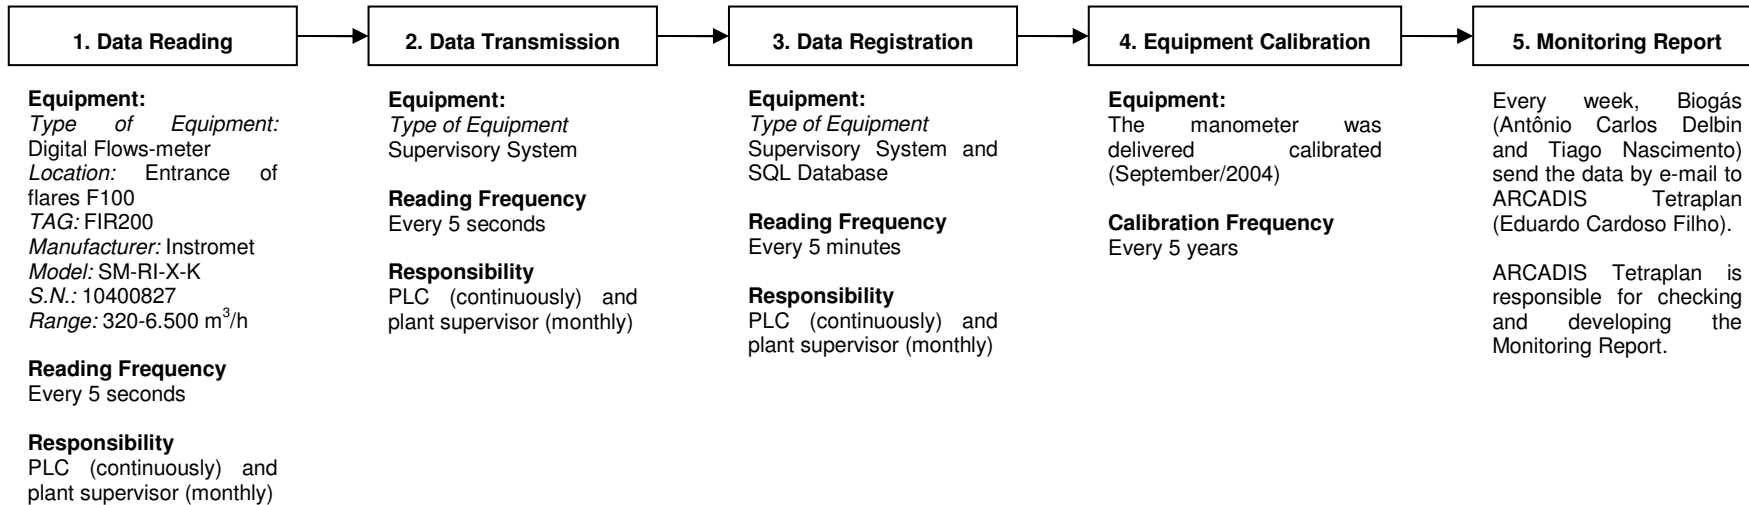 1. Data Reading
Equipment:
Type of Equipment:
Digital Flows-meter
Location: Entrance of
flares F100
TAG: FIR200
Manufacturer: Instromet
Model: SM-RI-X-K
S.N.: 10400827
Range: 320-6.500 m³/h
Reading Frequency
Every 5 seconds
Responsibility
PLC (continuously) and
plant supervisor (monthly)
2. Data Transmission
Equipment:
Type of Equipment
Supervisory System
Reading Frequency
Every 5 seconds
Responsibility
PLC (continuously) and
plant supervisor (monthly)
3. Data Registration
Equipment:
Type of Equipment
Supervisory System and
SQL Database
Reading Frequency
Every 5 minutes
Responsibility
PLC (continuously) and
plant supervisor (monthly)
4. Equipment Calibration
Equipment:
The manometer was
delivered calibrated
(September/2004)
Calibration Frequency
Every 5 years
5. Monitoring Report
Every week, Biogás
(Antônio Carlos Delbin
and Tiago Nascimento)
send the data by e-mail to
ARCADIS Tetraplan
(Eduardo Cardoso Filho).
ARCADIS Tetraplan is
responsible for checking
and developing the
Monitoring Report.